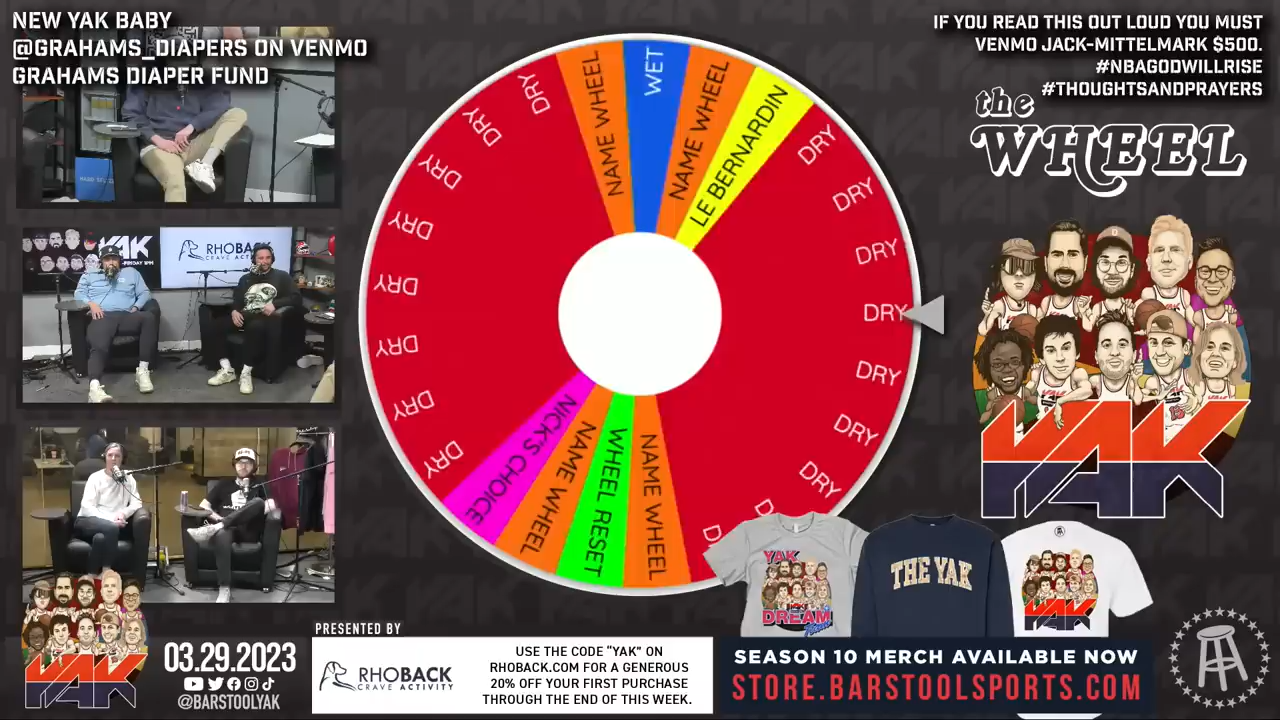 NEW YAK BABY
@GRAHAMS_DIAPERS ON VENMO
GRAHAMS DIAPER FUND
IF YOU READ THIS OUT LOUD YOU MUST
VENMO JACK-MITTELMARK $500.
#NBAGODWILLRISE
#THOUGHTSANDPRAYERS
the
WHEEL
NAME WHEEL
WET
NAME WHEEL
LE BERNARDIN
DRY
DRY
DRY
DRY
DRY
DRY
DRY
NAME WHEEL
WHEEL RESET
NAME WHEEL
NICK'S CHOICE
DRY
DRY
DRY
DRY
DRY
DRY
DRY
DRY
YAK
RHOBACK
CRAVE ACTIVITY
YAK
YAK
DREAM
THE YAK
YAK
YAK
03.29.2023
@BARSTOOLYAK
PRESENTED BY
RHOBACK
CRAVE ACTIVITY
USE THE CODE "YAK" ON
RHOBACK.COM FOR A GENEROUS
20% OFF YOUR FIRST PURCHASE
THROUGH THE END OF THIS WEEK.
SEASON 10 MERCH AVAILABLE NOW
STORE.BARSTOOLSPORTS.COM